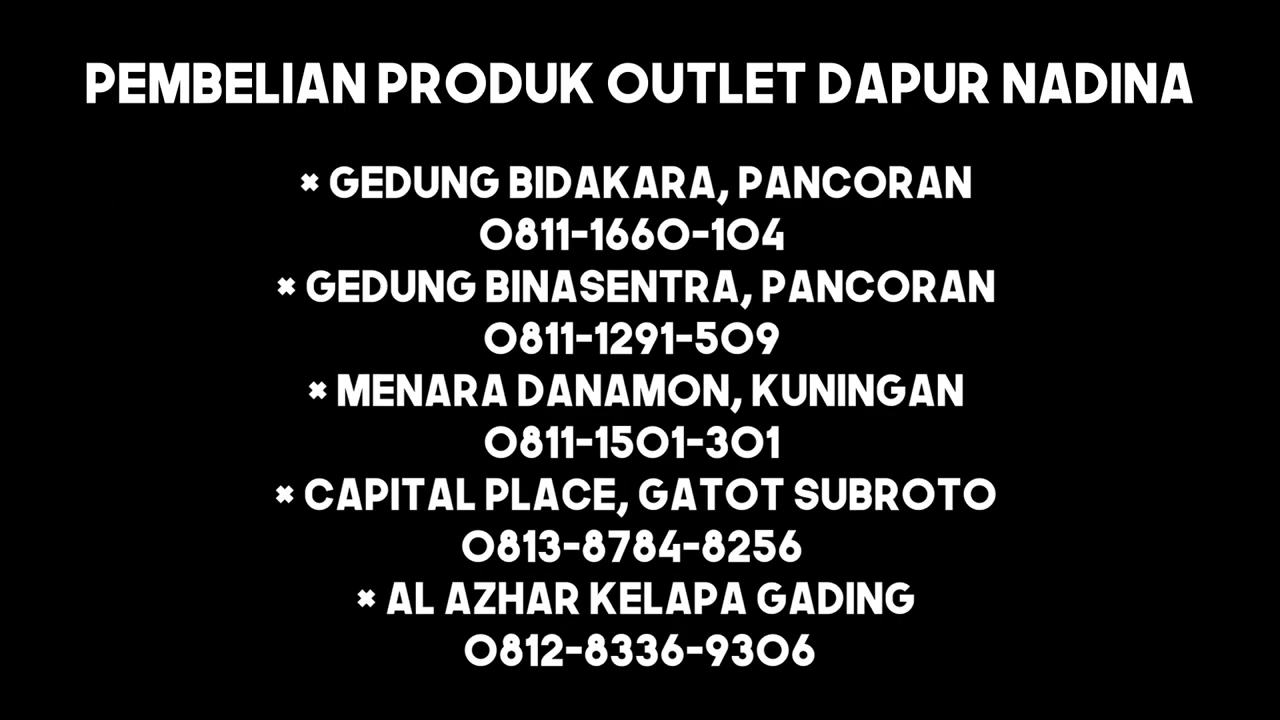 PEMBELIAN PRODUK OUTLET DAPUR NADINA
* GEDUNG BIDAKARA, PANCORAN
0811-1660-104
* GEDUNG BINASENTRA, PANCORAN
0811-1291-509
* MENARA DANAMON, KUNINGAN
0811-1501-301
* CAPITAL PLACE, GATOT SUBROTO
0813-8784-8256
* AL AZHAR KELAPA GADING
0812-8336-9306